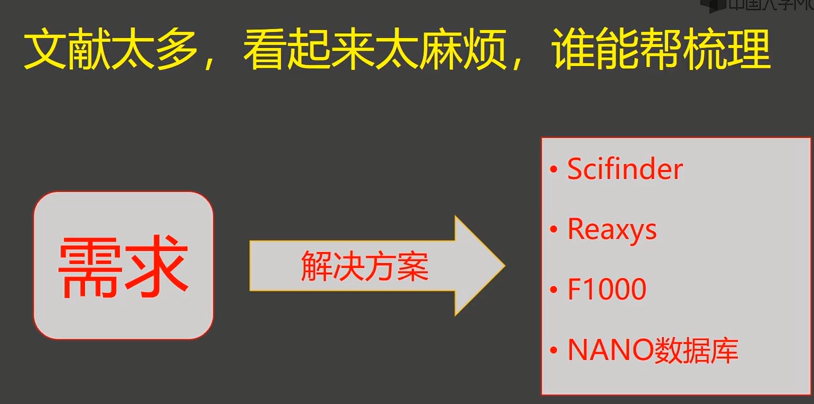 中国大学MO
文献太多，看起来太麻烦，谁能帮梳理
需求
解决方案
• Scifinder
• Reaxys
• F1000
• NANO数据库